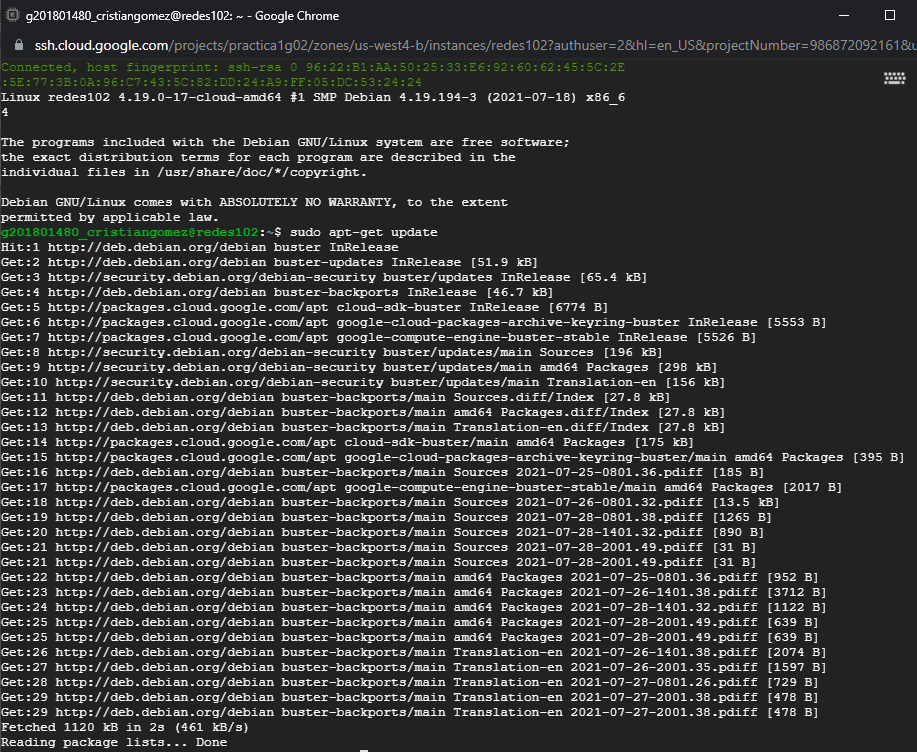 g201801480_cristiangomez@redes102: ~ - Google Chrome
ssh.cloud.google.com/projects/practica1g02/zones/us-west4-b/instances/redes102?authuser=2&hl=en_US&projectNumber=986872092161&u
Connected, host fingerprint: ssh-rsa 0 96:22:B1:AA:50:25:33:E6:92:60:62:45:5C:2E
:5E:77:3B:0A:96:C7:43:5C:82:DD:24:A9:FF:05:DC:53:24:24
Linux redes102 4.19.0-17-cloud-amd64 #1 SMP Debian 4.19.194-3 (2021-07-18) x86_6
4
The programs included with the Debian GNU/Linux system are free software;
the exact distribution terms for each program are described in the
individual files in /usr/share/doc/*/copyright.
Debian GNU/Linux comes with ABSOLUTELY NO WARRANTY, to the extent
permitted by applicable law.
g201801480_cristiangomez@redes102:~$ sudo apt-get update
Hit:1 http://deb.debian.org/debian buster InRelease
Get:2 http://deb.debian.org/debian buster-updates InRelease [51.9 kB]
Get:3 http://security.debian.org/debian-security buster/updates InRelease [65.4 kB]
Get:4 http://deb.debian.org/debian buster-backports InRelease [46.7 kB]
Get:5 http://packages.cloud.google.com/apt cloud-sdk-buster InRelease [6774 B]
Get:6 http://packages.cloud.google.com/apt google-cloud-packages-archive-keyring-buster InRelease [5553 B]
Get:7 http://packages.cloud.google.com/apt google-compute-engine-buster-stable InRelease [5526 B]
Get:8 http://security.debian.org/debian-security buster/updates/main Sources [196 kB]
Get:9 http://security.debian.org/debian-security buster/updates/main amd64 Packages [298 kB]
Get:10 http://security.debian.org/debian-security buster/updates/main Translation-en [156 kB]
Get:11 http://deb.debian.org/debian buster-backports/main Sources.diff/Index [27.8 kB]
Get:12 http://deb.debian.org/debian buster-backports/main amd64 Packages.diff/Index [27.8 kB]
Get:13 http://deb.debian.org/debian buster-backports/main Translation-en.diff/Index [27.8 kB]
Get:14 http://packages.cloud.google.com/apt cloud-sdk-buster/main amd64 Packages [175 kB]
Get:15 http://packages.cloud.google.com/apt google-cloud-packages-archive-keyring-buster/main amd64 Packages [395 B]
Get:16 http://deb.debian.org/debian buster-backports/main Sources 2021-07-25-0801.36.pdiff [185 B]
Get:17 http://packages.cloud.google.com/apt google-compute-engine-buster-stable/main amd64 Packages [2017 B]
Get:18 http://deb.debian.org/debian buster-backports/main Sources 2021-07-26-0801.32.pdiff [13.5 kB]
Get:19 http://deb.debian.org/debian buster-backports/main Sources 2021-07-28-0801.38.pdiff [1265 B]
Get:20 http://deb.debian.org/debian buster-backports/main Sources 2021-07-28-1401.32.pdiff [890 B]
Get:21 http://deb.debian.org/debian buster-backports/main Sources 2021-07-28-2001.49.pdiff [31 B]
Get:21 http://deb.debian.org/debian buster-backports/main Sources 2021-07-28-2001.49.pdiff [31 B]
Get:22 http://deb.debian.org/debian buster-backports/main amd64 Packages 2021-07-25-0801.36.pdiff [952 B]
Get:23 http://deb.debian.org/debian buster-backports/main amd64 Packages 2021-07-26-1401.38.pdiff [3712 B]
Get:24 http://deb.debian.org/debian buster-backports/main amd64 Packages 2021-07-28-1401.32.pdiff [1122 B]
Get:25 http://deb.debian.org/debian buster-backports/main amd64 Packages 2021-07-28-2001.49.pdiff [639 B]
Get:25 http://deb.debian.org/debian buster-backports/main amd64 Packages 2021-07-28-2001.49.pdiff [639 B]
Get:26 http://deb.debian.org/debian buster-backports/main Translation-en 2021-07-26-1401.38.pdiff [2074 B]
Get:27 http://deb.debian.org/debian buster-backports/main Translation-en 2021-07-26-2001.35.pdiff [1597 B]
Get:28 http://deb.debian.org/debian buster-backports/main Translation-en 2021-07-27-0801.26.pdiff [729 B]
Get:29 http://deb.debian.org/debian buster-backports/main Translation-en 2021-07-27-2001.38.pdiff [478 B]
Get:29 http://deb.debian.org/debian buster-backports/main Translation-en 2021-07-27-2001.38.pdiff [478 B]
Fetched 1120 kB in 2s (461 kB/s)
Reading package lists... Done